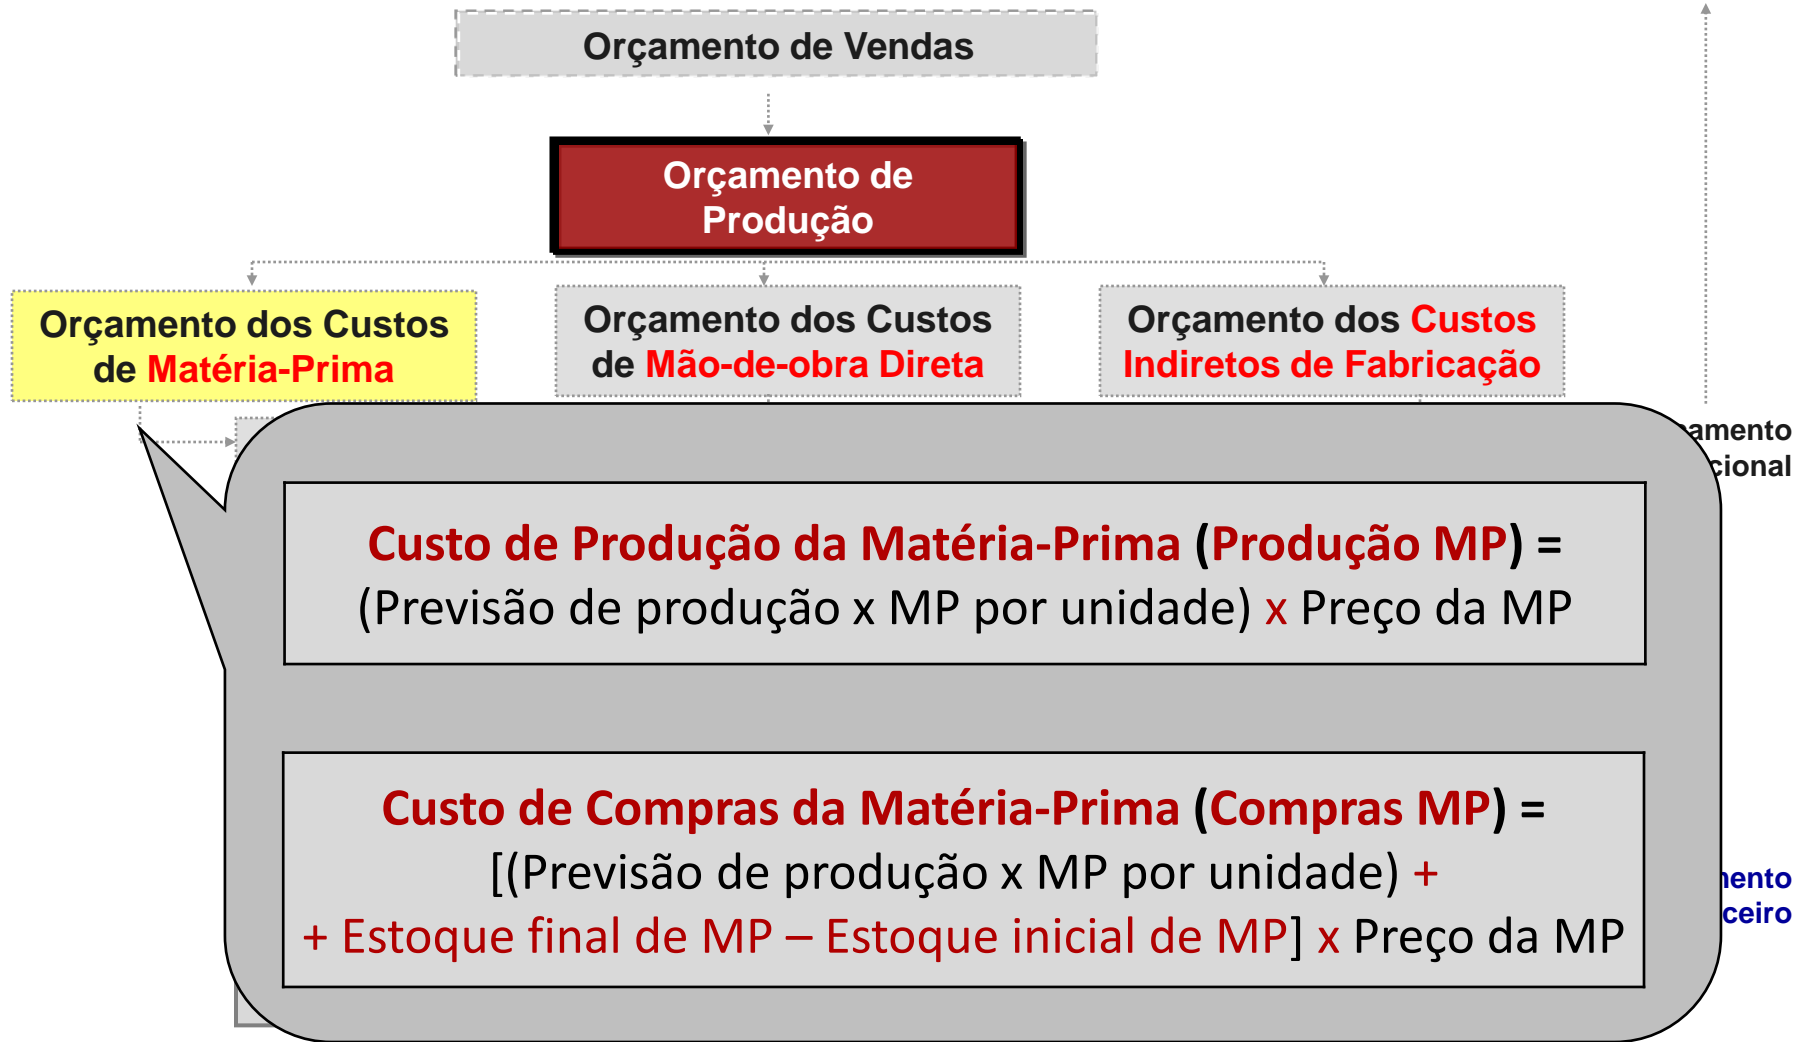 Orçamento de Vendas
Orçamento de
Produção
Orçamento dos Custos
de Matéria-Prima
Orçamento dos Custos
de Mão-de-obra Direta
Orçamento dos Custos
Indiretos de Fabricação
Custo de Produção da Matéria-Prima (Produção MP) =
(Previsão de produção x MP por unidade) x Preço da MP
Custo de Compras da Matéria-Prima (Compras MP) =
[(Previsão de produção x MP por unidade) +
+ Estoque final de MP – Estoque inicial de MP] x Preço da MP